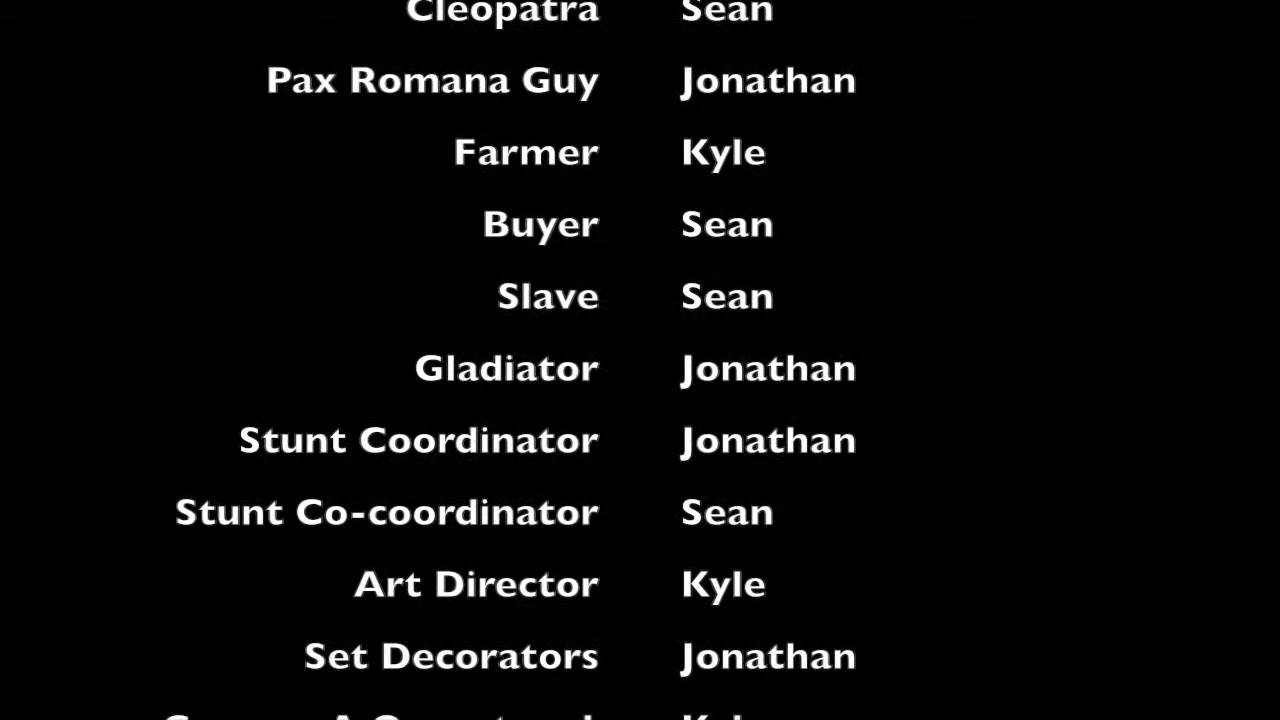 Cleopatra Sean
Pax Romana Guy Jonathan
Farmer Kyle
Buyer Sean
Slave Sean
Gladiator Jonathan
Stunt Coordinator Jonathan
Stunt Co-coordinator Sean
Art Director Kyle
Set Decorators Jonathan